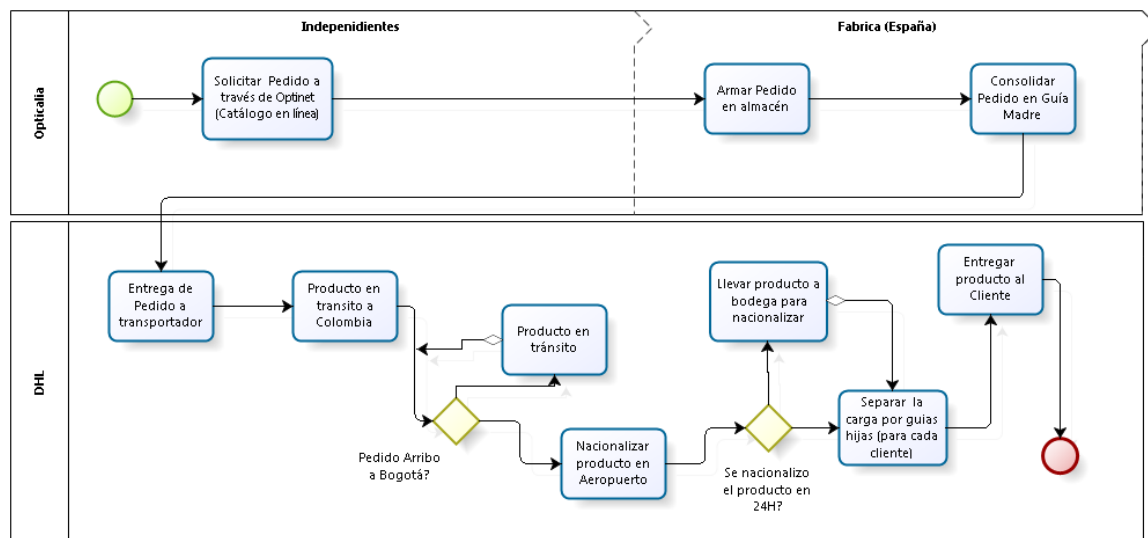 Indepenidientes
Fabrica (España)
Opticalia
Solicitar Pedido a
través de Optinet
(Catálogo en línea)
Armar Pedido
en almacén
Consolidar
Pedido en Guía
Madre
DHL
Entrega de
Pedido a
transportador
Producto en
transito a
Colombia
Producto en
tránsito
Pedido Arribo
a Bogotá?
Nacionalizar
producto en
Aeropuerto
Llevar producto a
bodega para
nacionalizar
Se nacionalizo
el producto en
24H?
Separar la
carga por guias
hijas (para cada
cliente)
Entregar
producto al
Cliente